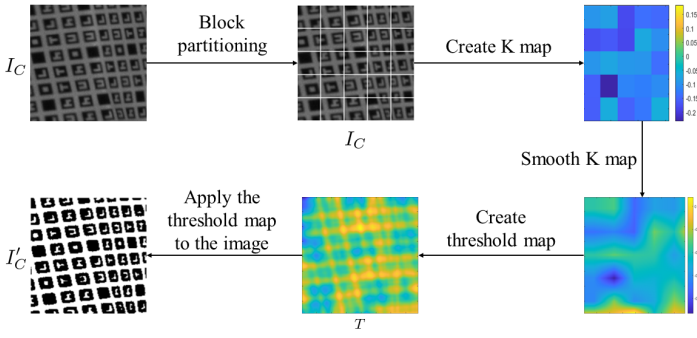 I_C
Block
partitioning
I_C
Create K map
0.15
0.1
0.05
0
-0.05
-0.1
-0.15
-0.2
Smooth K map
Create
threshold map
T
Apply the
threshold map
to the image
I'_C